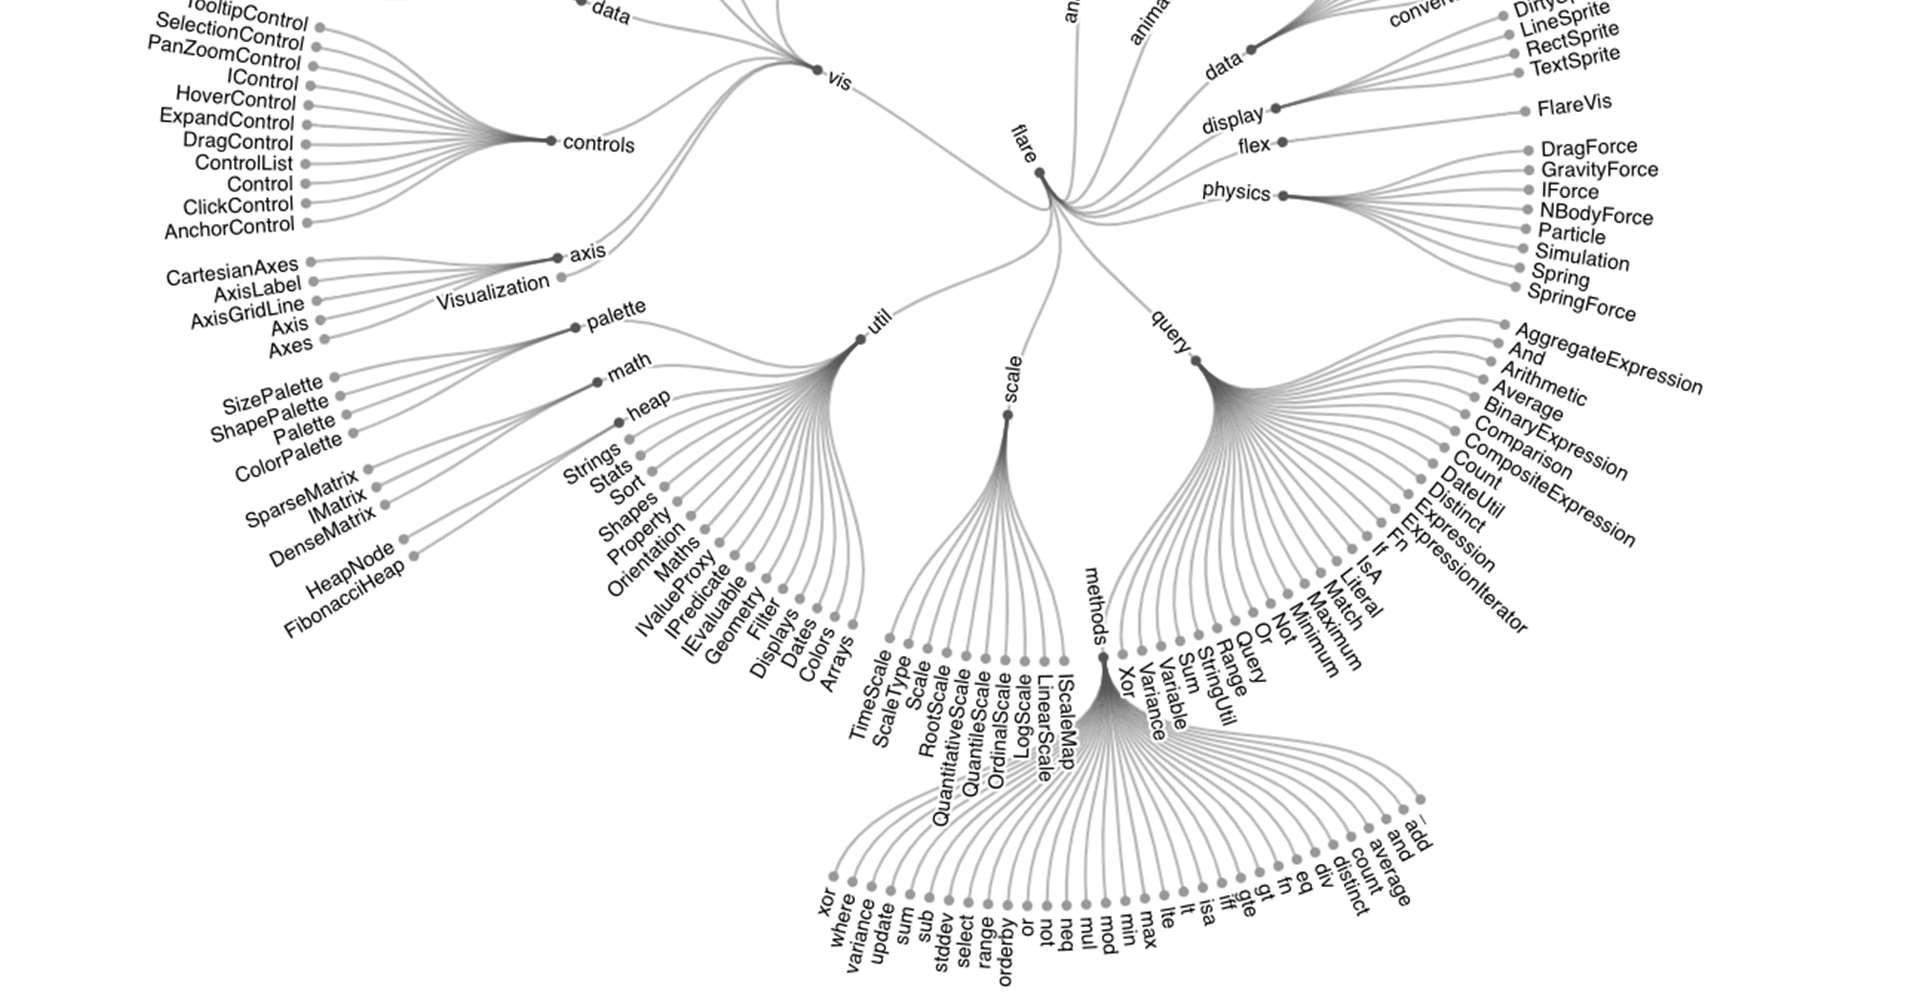 data
SelectionControl
PanZoomControl
IControl
HoverControl
ExpandControl
DragControl
ControlList
Control
ClickControl
AnchorControl
controls
vis
CartesianAxes
AxisLabel
AxisGridLine
Axis
Axes
axis
Visualization
palette
SizePalette
ShapePalette
Palette
ColorPalette
math
SparseMatrix
IMatrix
DenseMatrix
heap
HeapNode
FibonacciHeap
util
Strings
Stats
Sort
Shapes
Property
Orientation
Maths
IValueProxy
IPredicate
IEvaluable
Geometry
Filter
Displays
Dates
Colors
Arrays
flare
scale
TimeScale
ScaleType
Scale
RootScale
QuantitativeScale
QuantileScale
OrdinalScale
LogScale
LinearScale
IScaleMap
data
display
LineSprite
RectSprite
TextSprite
flex
FlareVis
physics
DragForce
GravityForce
IForce
NBodyForce
Particle
Simulation
Spring
SpringForce
query
AggregateExpression
And
Arithmetic
Average
BinaryExpression
Comparison
CompositeExpression
Count
DateUtil
Distinct
Expression
ExpressionIterator
Fn
If
IsA
Literal
Match
Maximum
Minimum
Not
Or
Query
Range
StringUtil
Sum
Variable
Variance
Xor
methods
xor
where
variance
update
sum
sub
stddev
select
range
orderby
or
not
neq
mul
mod
min
max
lte
lt
isa
iff
gte
gt
fn
eq
div
distinct
count
average
and
add
_